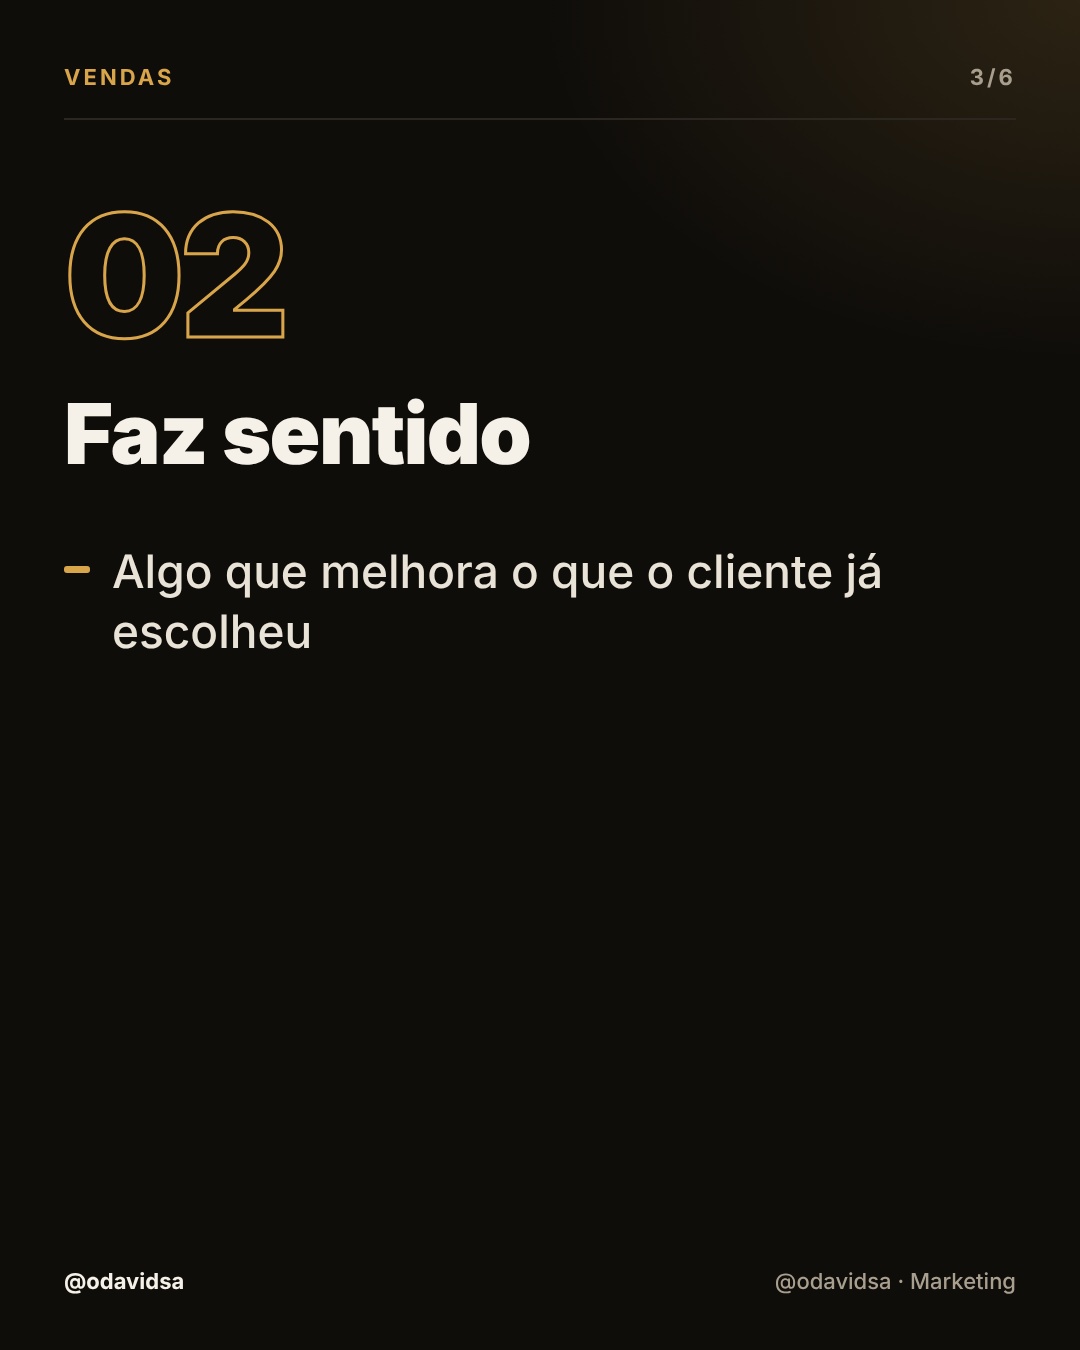 VENDAS
3/6
02
Faz sentido
Algo que melhora o que o cliente já
escolheu
@odavidsa
@odavidsa · Marketing